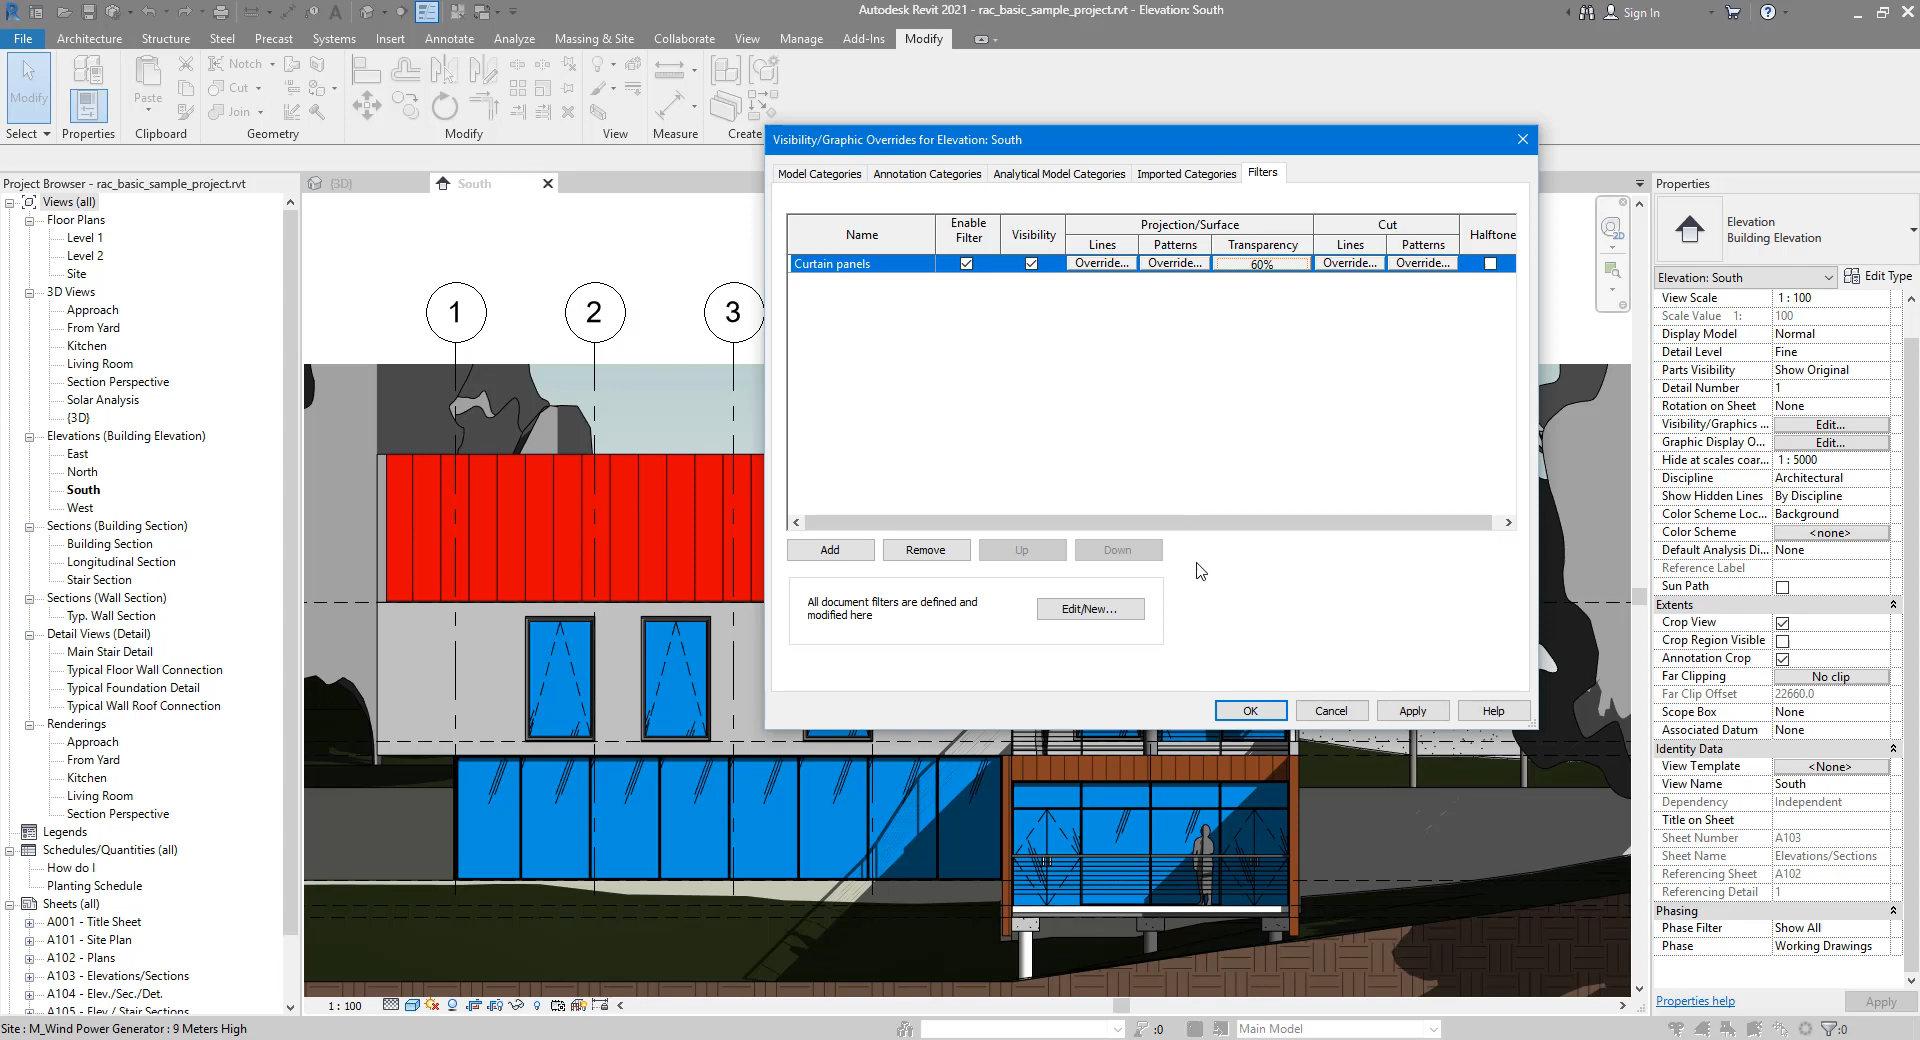 Autodesk Revit 2021 - rac_basic_sample_project.rvt - Elevation: South
Sign In
File Architecture Structure Steel Precast Systems Insert Annotate Analyze Massing & Site Collaborate View Manage Add-Ins Modify
Modify
Paste
Notch
Cut
Join
Select Properties Clipboard Geometry Modify View Measure Create
Project Browser - rac_basic_sample_project.rvt
Views (all)
Floor Plans
Level 1
Level 2
Site
3D Views
Approach
From Yard
Kitchen
Living Room
Section Perspective
Solar Analysis
{3D}
Elevations (Building Elevation)
East
North
South
West
Sections (Building Section)
Building Section
Longitudinal Section
Stair Section
Sections (Wall Section)
Typ. Wall Section
Detail Views (Detail)
Main Stair Detail
Typical Floor Wall Connection
Typical Foundation Detail
Typical Wall Roof Connection
Renderings
Approach
From Yard
Kitchen
Living Room
Section Perspective
Legends
Schedules/Quantities (all)
How do I
Planting Schedule
Sheets (all)
A001 - Title Sheet
A101 - Site Plan
A102 - Plans
A103 - Elevations/Sections
A104 - Elev./Sec./Det.
A105 - Elev./ Stair Sections
{3D}
South
1 2 3
Visibility/Graphic Overrides for Elevation: South
Model Categories Annotation Categories Analytical Model Categories Imported Categories Filters
Name Enable Filter Visibility Projection/Surface Cut Halftone
Lines Patterns Transparency Lines Patterns
Curtain panels Override... Override... 60% Override... Override...
Add Remove Up Down
All document filters are defined and
modified here
Edit/New...
OK Cancel Apply Help
2D
Properties
Elevation
Building Elevation
Elevation: South Edit Type
View Scale 1 : 100
Scale Value 1: 100
Display Model Normal
Detail Level Fine
Parts Visibility Show Original
Detail Number 1
Rotation on Sheet None
Visibility/Graphics ... Edit...
Graphic Display O... Edit...
Hide at scales coar... 1 : 5000
Discipline Architectural
Show Hidden Lines By Discipline
Color Scheme Loc... Background
Color Scheme <none>
Default Analysis Di... None
Reference Label
Sun Path
Extents
Crop View
Crop Region Visible
Annotation Crop
Far Clipping No clip
Far Clip Offset 22660.0
Scope Box None
Associated Datum None
Identity Data
View Template <None>
View Name South
Dependency Independent
Title on Sheet
Sheet Number A103
Sheet Name Elevations/Sections
Referencing Sheet A102
Referencing Detail 1
Phasing
Phase Filter Show All
Phase Working Drawings
Properties help Apply
1 : 100
Site : M_Wind Power Generator : 9 Meters High
:0
Main Model
:0